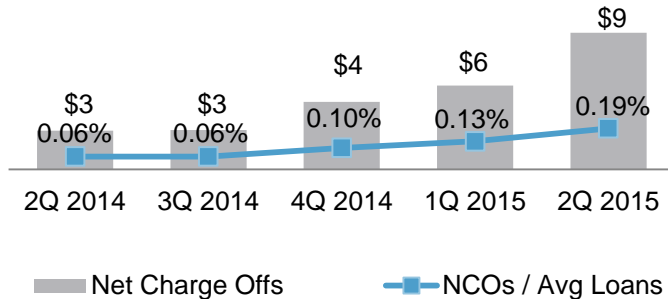 $9
$4
$6
$3
$3
0.06%
0.06%
0.10%
0.13%
0.19%
2Q 2014
3Q 2014
4Q 2014
1Q 2015
2Q 2015
Net Charge Offs
NCOs / Avg Loans